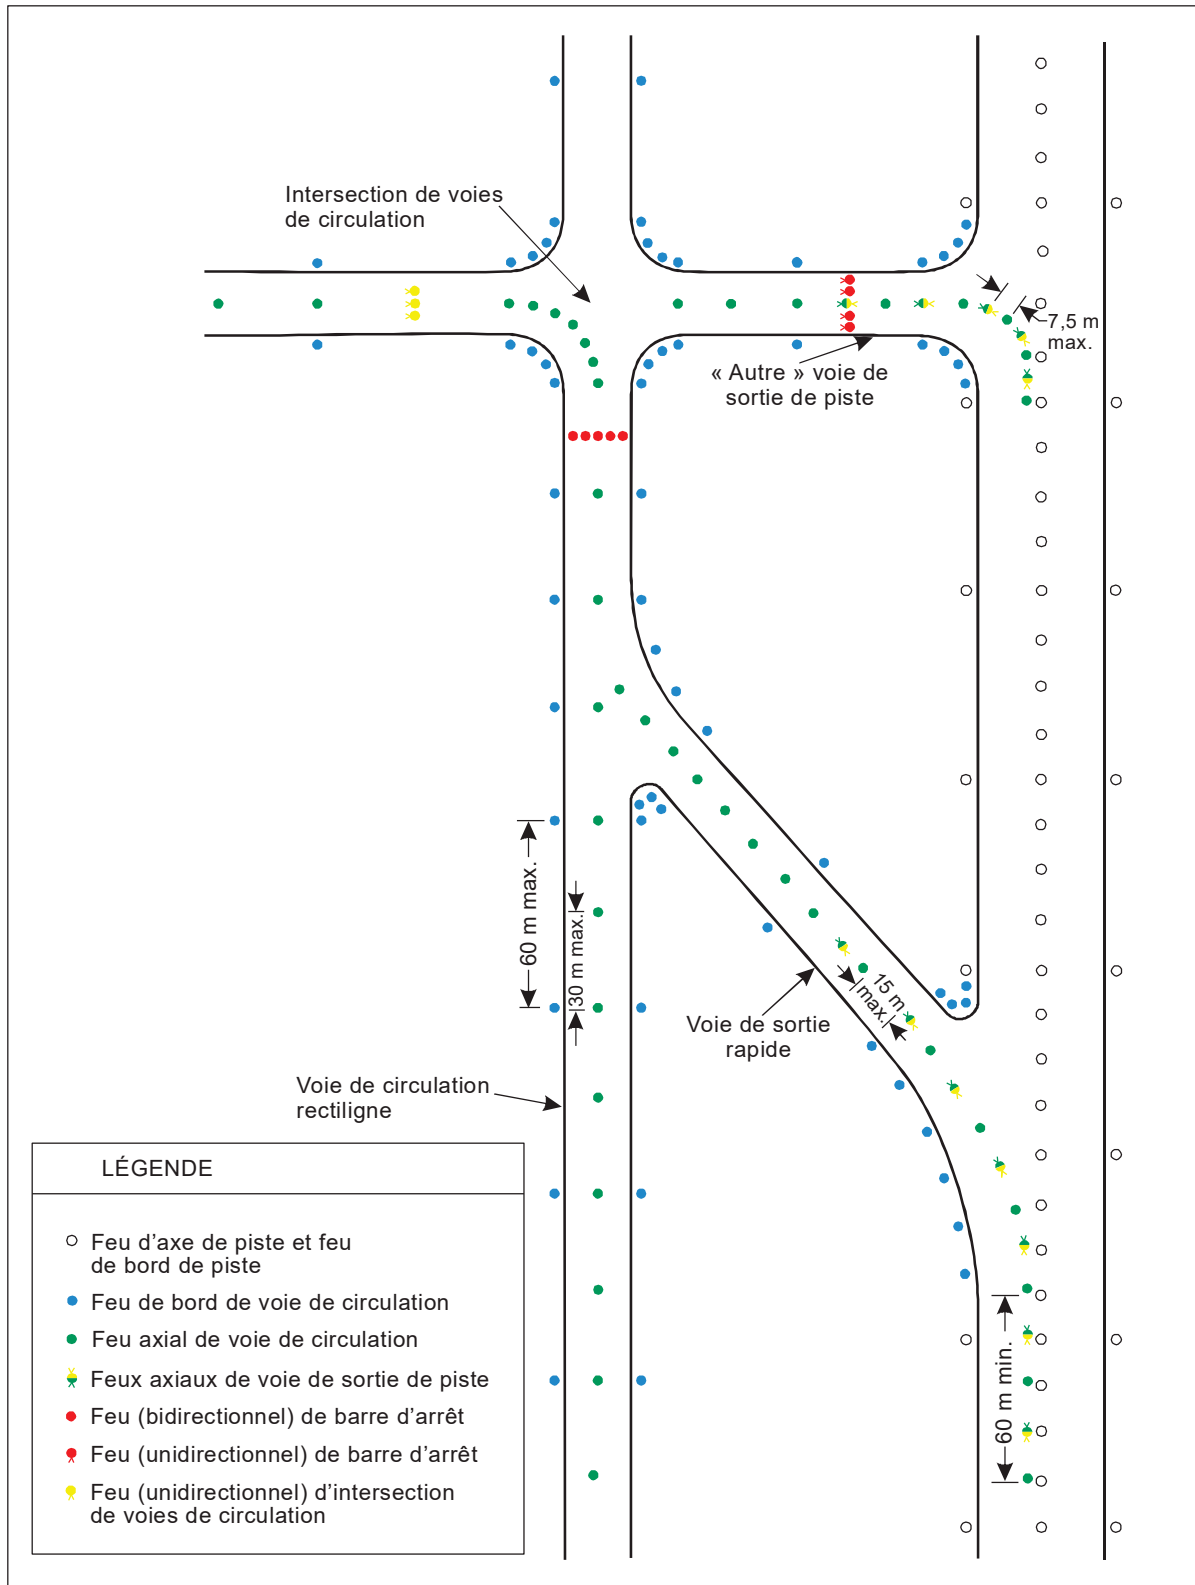 Intersection de voies
de circulation
7,5 m
max.
« Autre » voie de
sortie de piste
60 m max.
30 m max.
15 m
max.
Voie de sortie
rapide
Voie de circulation
rectiligne
60 m min.
LÉGENDE
Feu d'axe de piste et feu
de bord de piste
Feu de bord de voie de circulation
Feu axial de voie de circulation
Feux axiaux de voie de sortie de piste
Feu (bidirectionnel) de barre d'arrêt
Feu (unidirectionnel) de barre d'arrêt
Feu (unidirectionnel) d'intersection
de voies de circulation